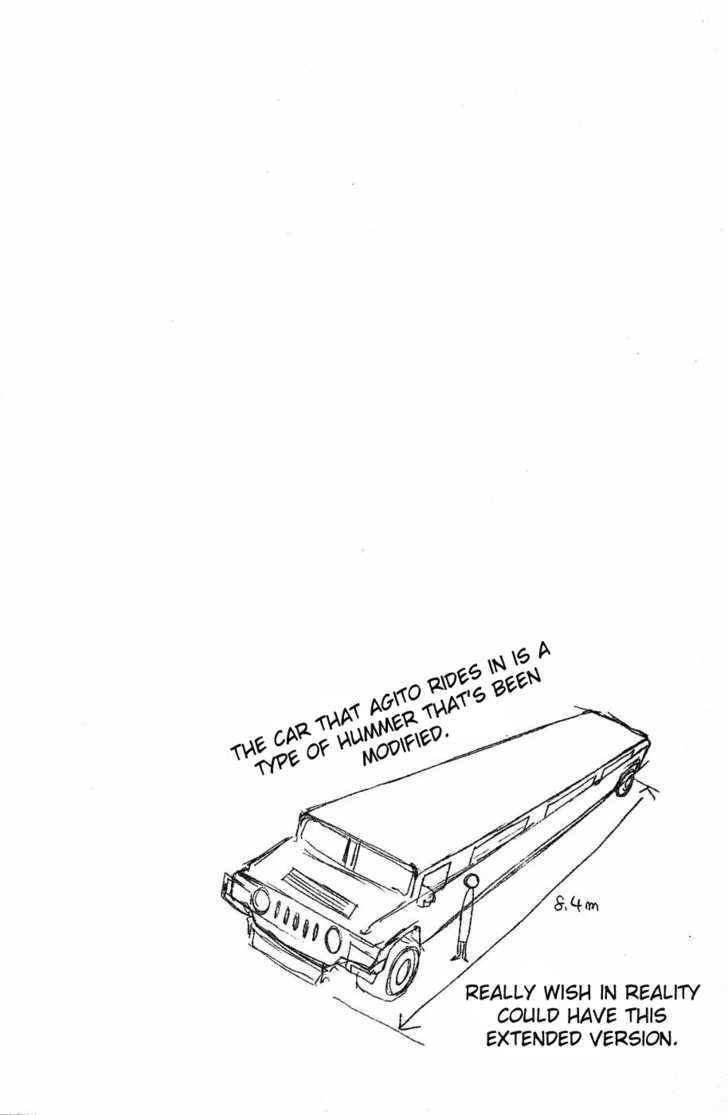 THE CAR THAT AGITO RIDES IN IS A
TYPE OF HUMMER THAT'S BEEN
MODIFIED.
8.4m
REALLY WISH IN REALITY
COULD HAVE THIS
EXTENDED VERSION.